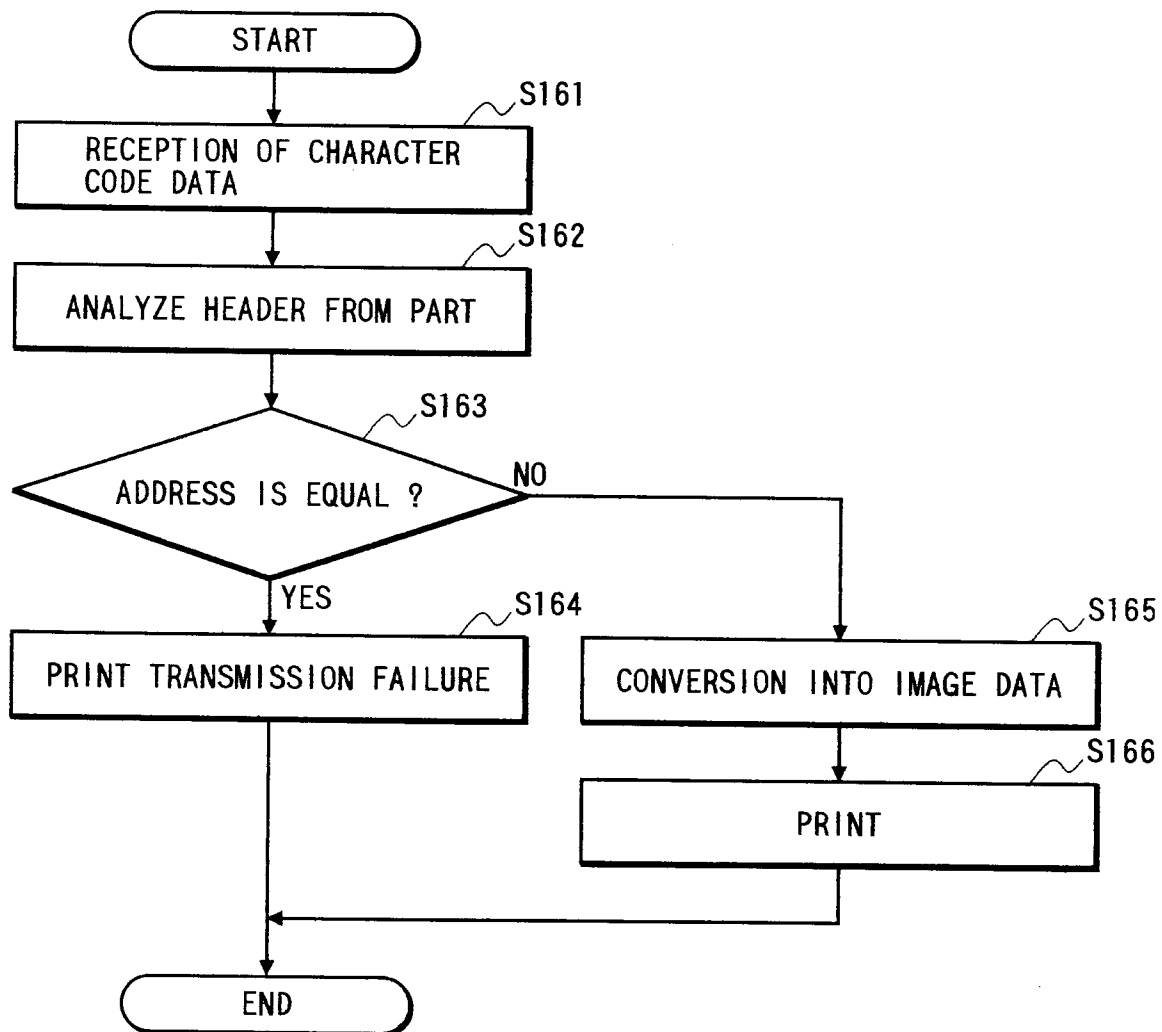 START
S161
RECEPTION OF CHARACTER
CODE DATA
S162
ANALYZE HEADER FROM PART
S163
ADDRESS IS EQUAL ?
NO
YES
S164
PRINT TRANSMISSION FAILURE
S165
CONVERSION INTO IMAGE DATA
S166
PRINT
END